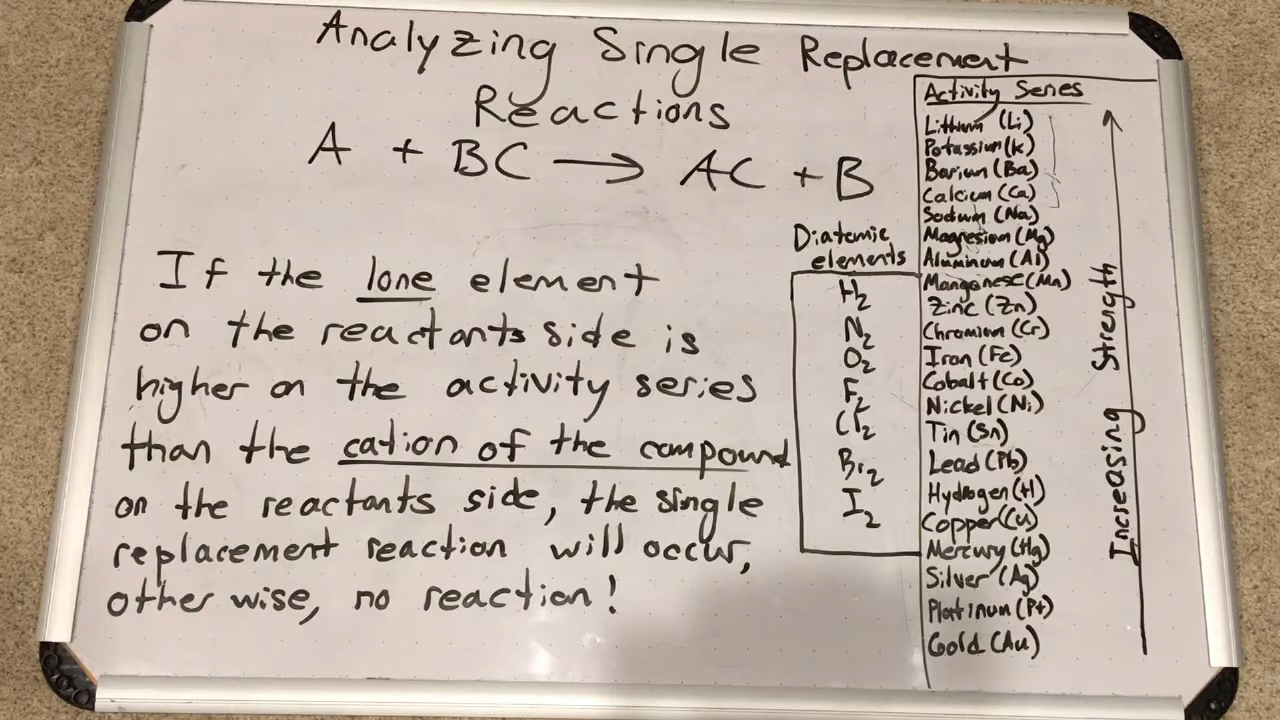 Analyzing Single Replacement
Reactions
A + BC → AC + B
If the lone element
on the reactants side is
higher on the activity series
than the cation of the compound
on the reactants side, the single
replacement reaction will occur,
other wise, no reaction!
Diatomic
elements
H₂
N₂
O₂
F₂
Cl₂
Br₂
I₂
Activity Series
Lithium (Li)
Potassium (K)
Barium (Ba)
Calcium (Ca)
Sodium (Na)
Magnesium (Mg)
Aluminum (Al)
Manganese (Mn)
Zinc (Zn)
Chromium (Cr)
Iron (Fe)
Cobalt (Co)
Nickel (Ni)
Tin (Sn)
Lead (Pb)
Hydrogen (H)
Copper (Cu)
Mercury (Hg)
Silver (Ag)
Platinum (Pt)
Gold (Au)
Increasing Strength